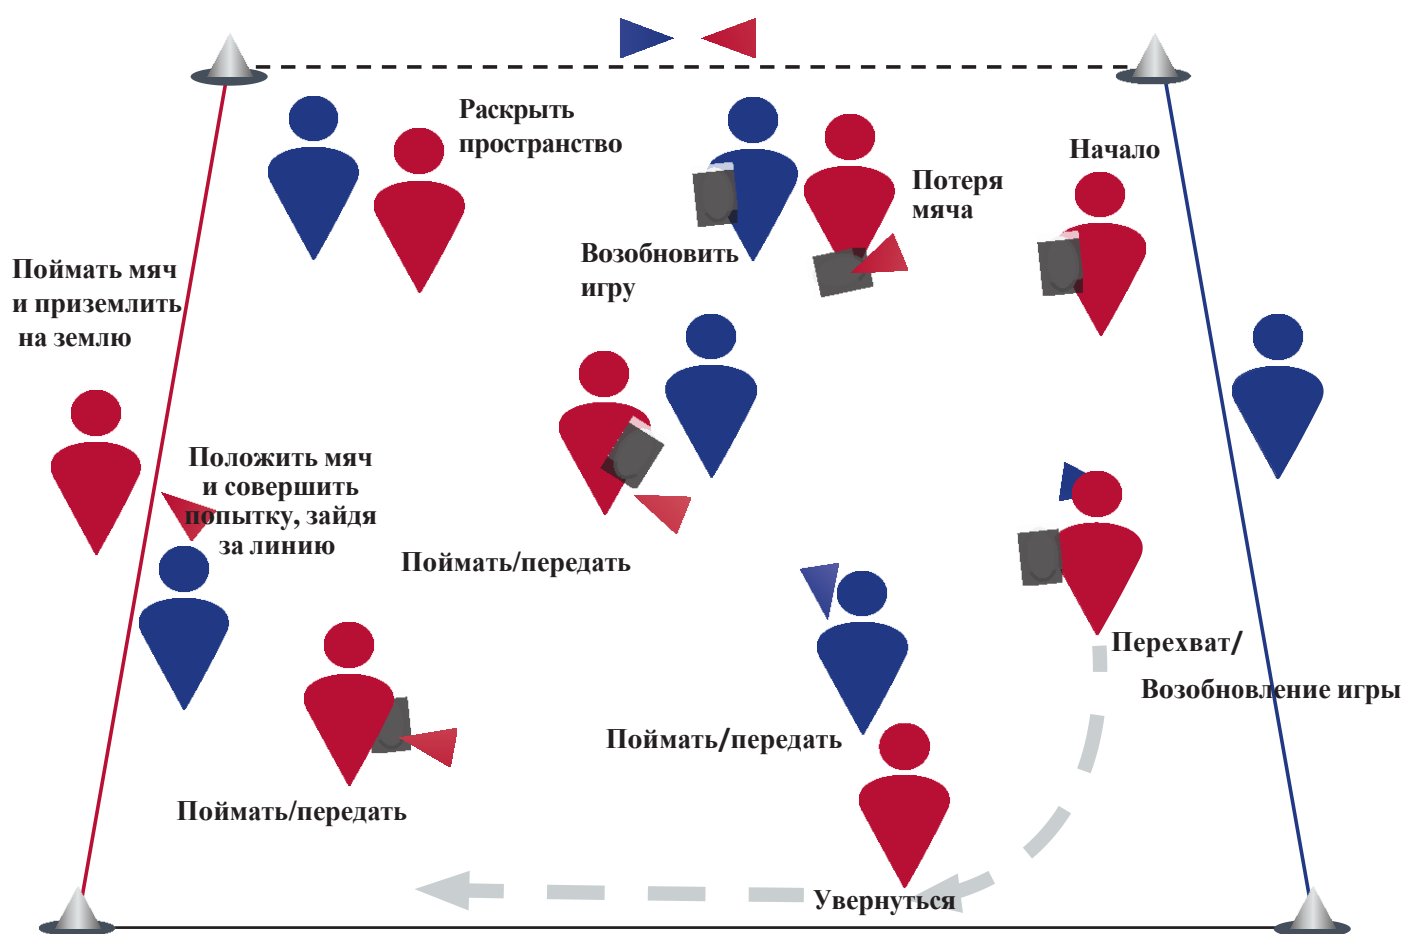 Раскрыть
пространство
Начало
Потеря
мяча
Возобновить
игру
Поймать мяч
и приземлить
на землю
Положить мяч
и совершить
попытку, зайдя
за линию
Поймать/передать
Перехват/
Возобновление игры
Поймать/передать
Поймать/передать
Увернуться